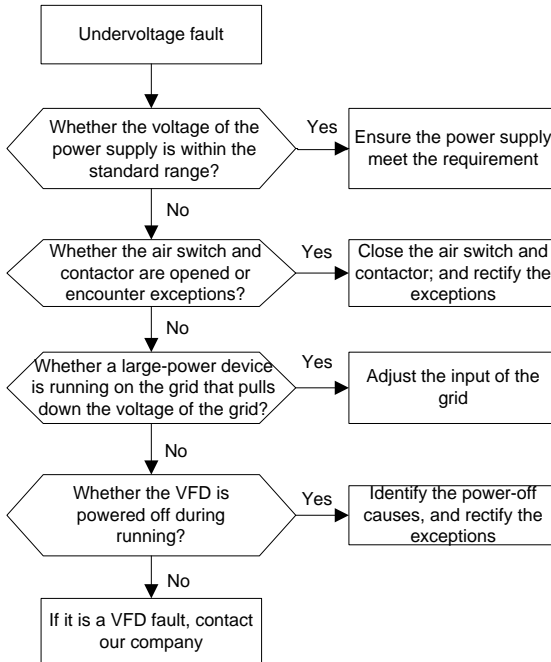 Undervoltage fault
Whether the voltage of the
power supply is within the
standard range?
Yes
Ensure the power supply
meet the requirement
No
Whether the air switch and
contactor are opened or
encounter exceptions?
Yes
Close the air switch and
contactor; and rectify the
exceptions
No
Whether a large-power device
is running on the grid that pulls
down the voltage of the grid?
Yes
Adjust the input of the
grid
No
Whether the VFD is
powered off during
running?
Yes
Identify the power-off
causes, and rectify the
exceptions
No
If it is a VFD fault, contact
our company